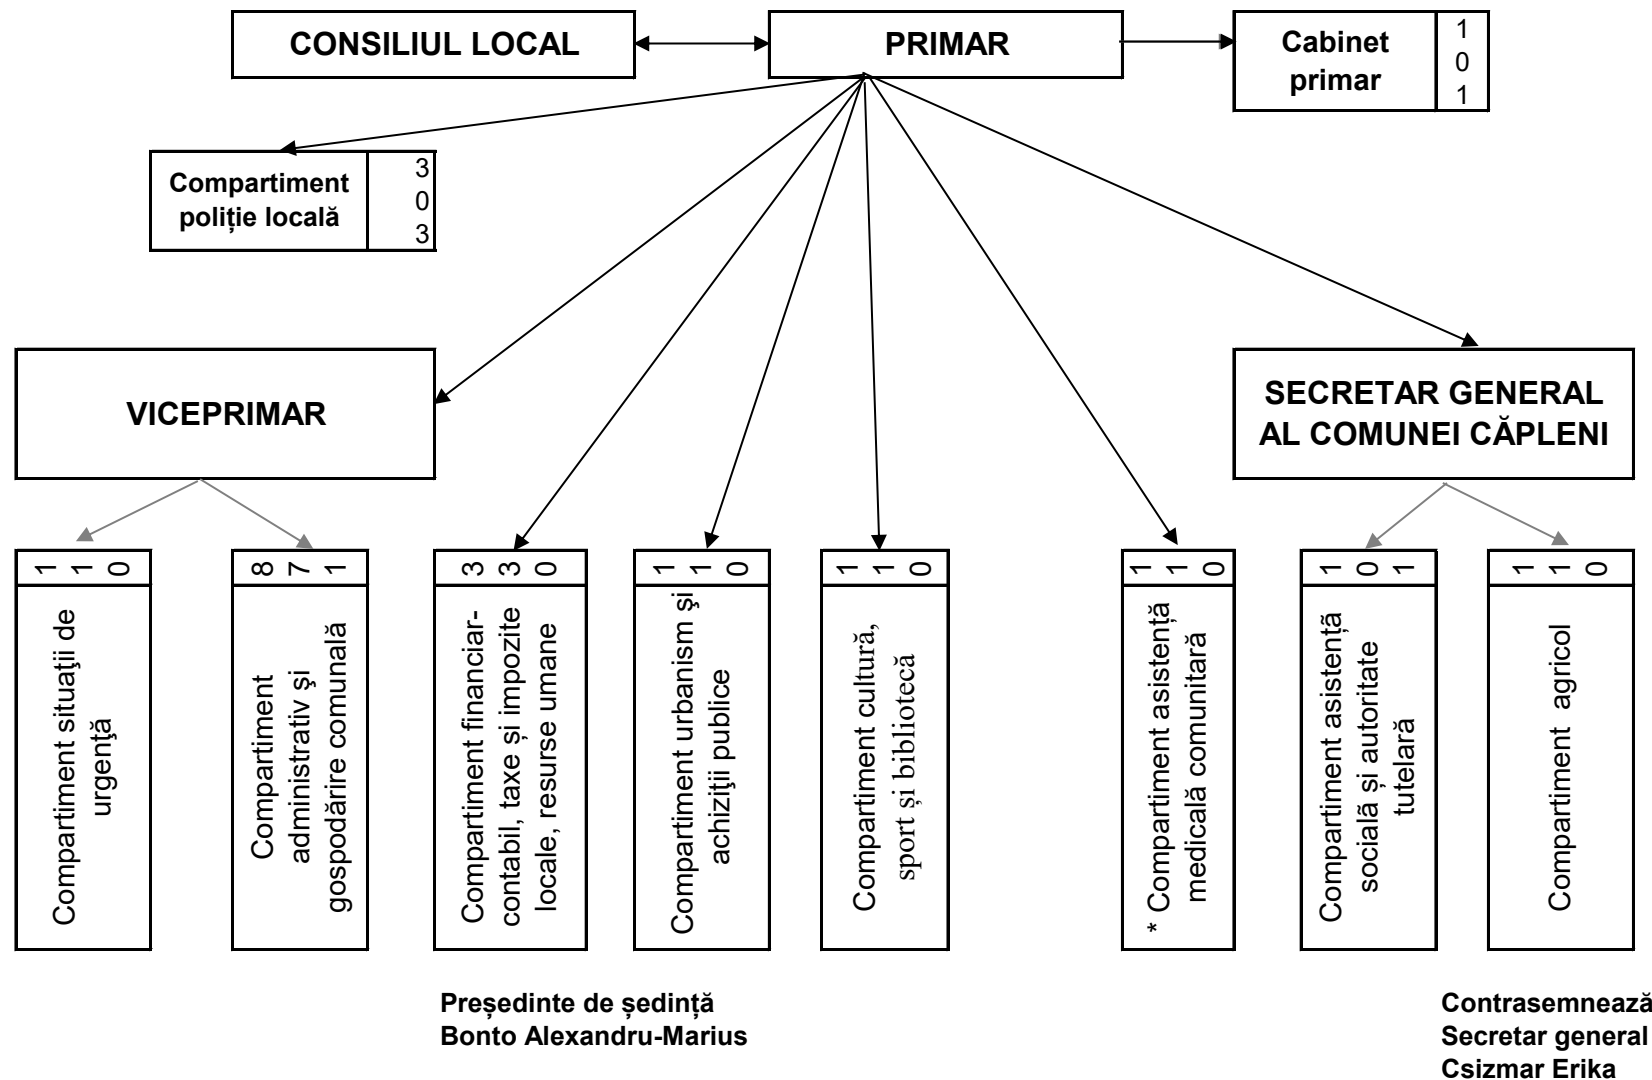 CONSILIUL LOCAL
PRIMAR
Cabinet
primar
1
0
1
Compartiment
poliție locală
3
0
3
VICEPRIMAR
SECRETAR GENERAL
AL COMUNEI CĂPLENI
1
1
0
Compartiment situaţii de
urgenţă
8
7
1
Compartiment
administrativ şi
gospodărire comunală
3
3
0
Compartiment financiar-
contabil, taxe și impozite
locale, resurse umane
1
1
0
Compartiment urbanism şi
achiziţii publice
1
1
0
Compartiment cultură,
sport și bibliotecă
1
1
0
* Compartiment asistență
medicală comunitară
1
0
1
Compartiment asistență
socială și autoritate
tutelară
1
1
0
Compartiment agricol
Președinte de ședință
Bonto Alexandru-Marius
Contrasemnează
Secretar general
Csizmar Erika